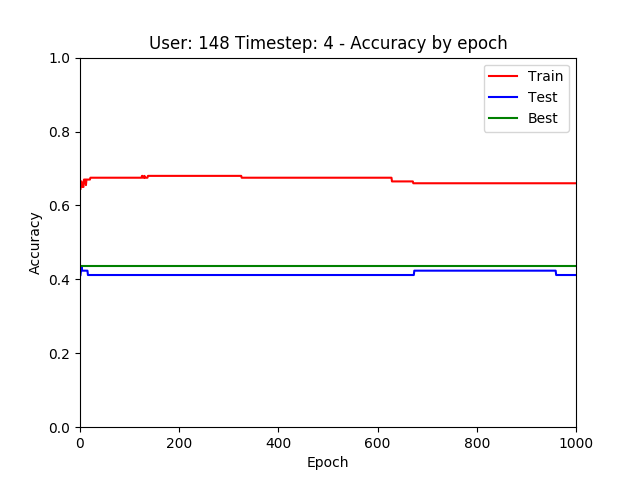 User: 148 Timestep: 4 - Accuracy by epoch
1.0
0.8
0.6
0.4
0.2
0.0
Accuracy
Train
Test
Best
0 200 400 600 800 1000
Epoch